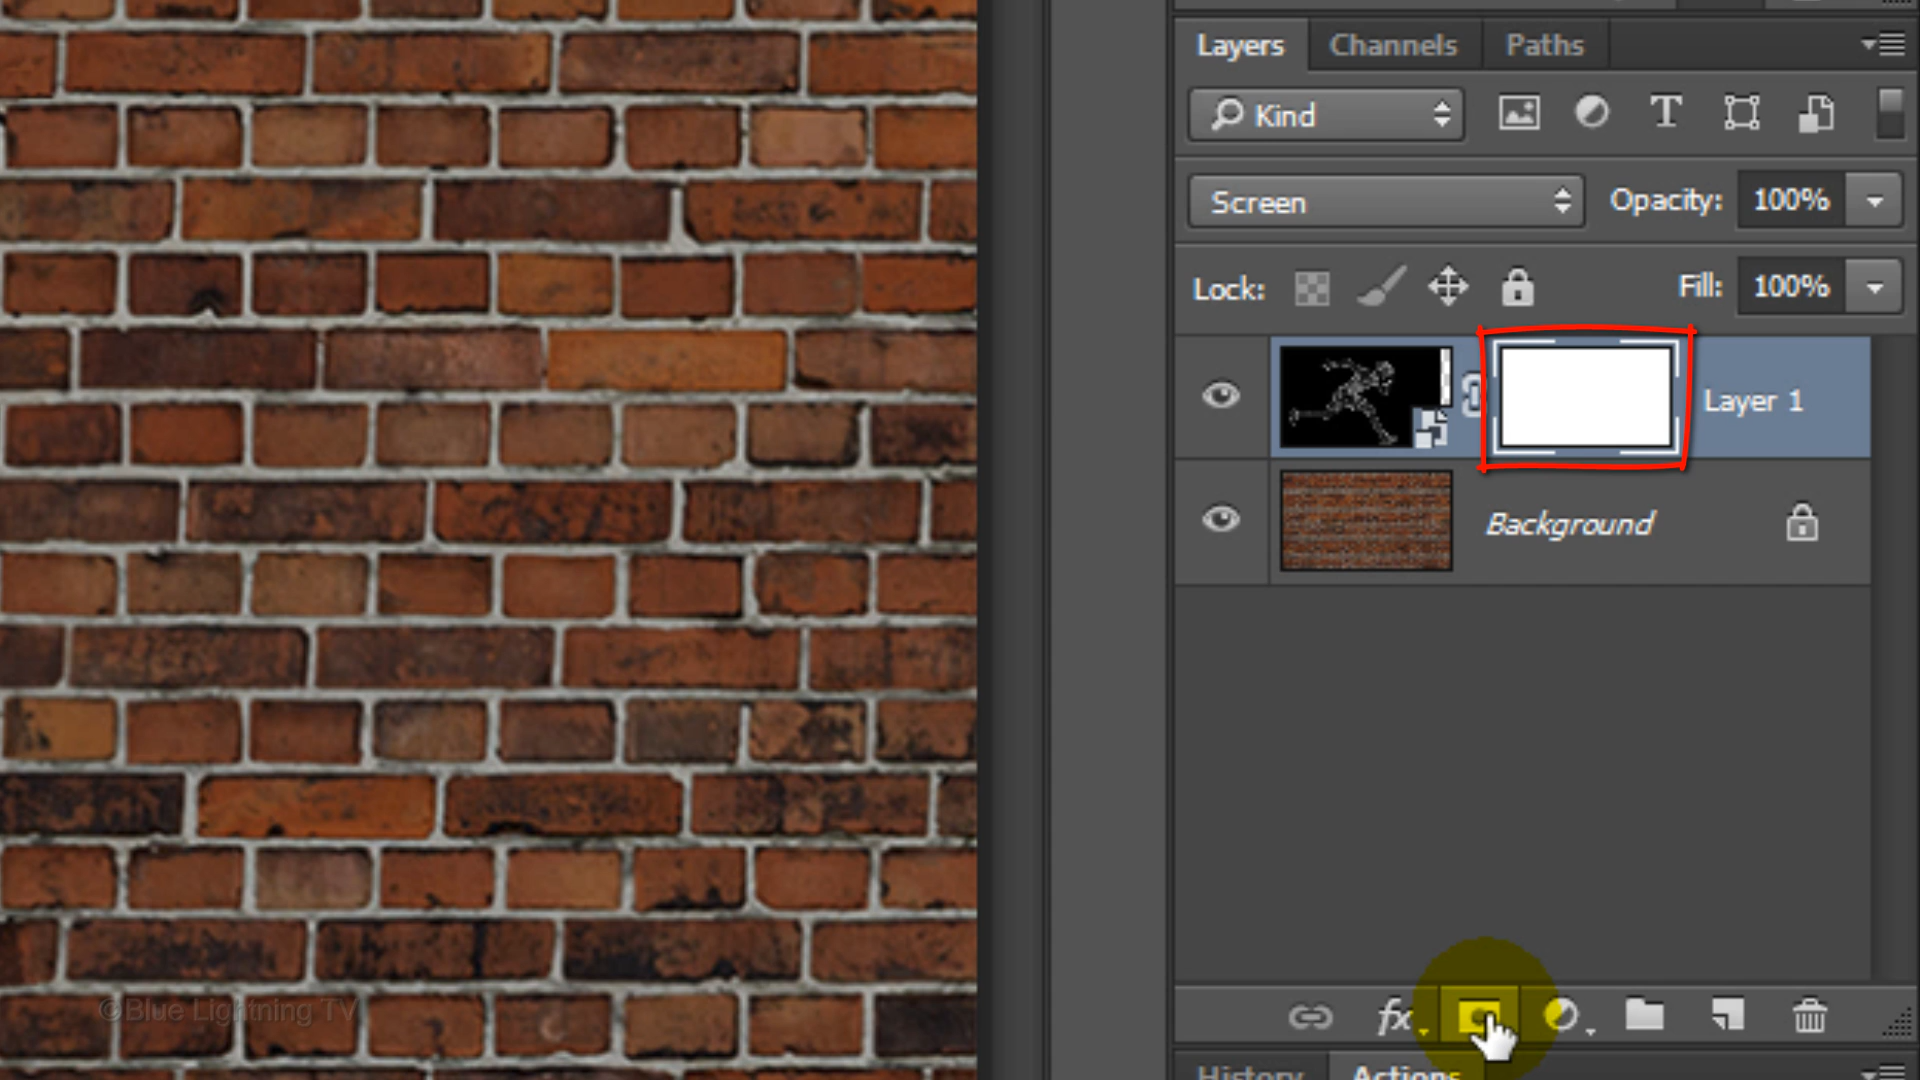 Layers Channels Paths
Kind T
Screen Opacity: 100%
Lock: Fill: 100%
Layer 1
Background
©Blue Lightning TV
fx
History Actions